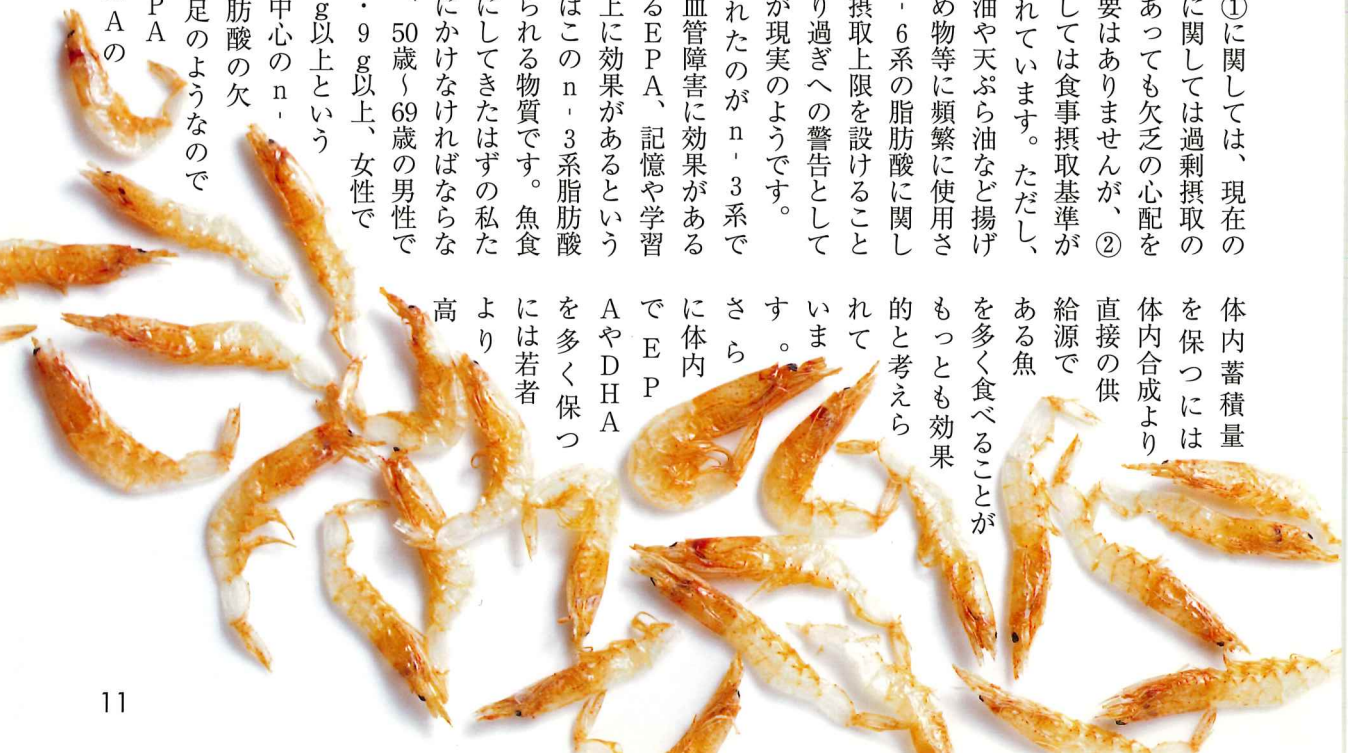 ①に関しては、現在の
に関しては過剰摂取の
あっても欠乏の心配を
要はありませんが、②
しては食事摂取基準が
れています。ただし、
油や天ぷら油など揚げ
め物等に頻繁に使用さ
-6系の脂肪酸に関し
摂取上限を設けること
り過ぎへの警告として
が現実のようです。
れたのがn-3系で
血管障害に効果がある
るEPA、記憶や学習
上に効果があるという
はこのn-3系脂肪酸
られる物質です。魚食
にしてきたはずの私た
にかけなければならな
、50歳〜69歳の男性で
・9g以上、女性で
g以上という
中心のn-
肪酸の欠
足のようなので
PA
Aの
体内蓄積量
を保つには
体内合成より
直接の供
給源で
ある魚
を多く食べることが
もっとも効果
的と考えら
れて
いま
す。
さら
に体内
でEP
AやDHA
を多く保つ
には若者
より、
高
11